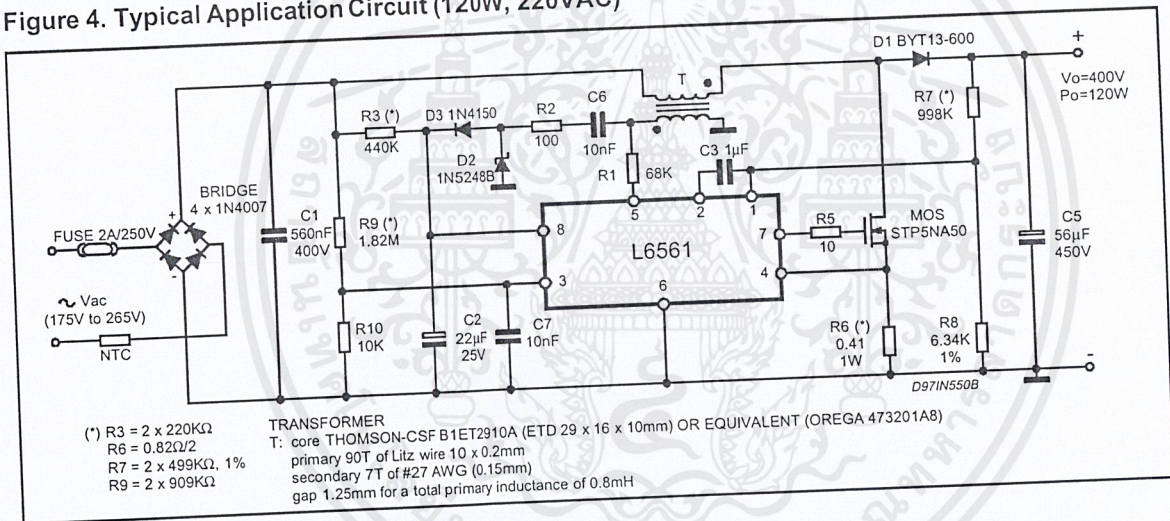 Figure 4. Typical Application Circuit (120W, 220VAC)
D1 BYT13-600
+
Vo=400V
Po=120W
T
R7 (*)
998K
R3 (*)
440K
D3 1N4150
R2
100
C6
10nF
D2
1N5248B
R1
68K
C3 1µF
BRIDGE
4 x 1N4007
+
-
FUSE 2A/250V
C1
560nF
400V
R9 (*)
1.82M
5
2
1
8
3
L6561
7
4
6
R5
10
MOS
STP5NA50
C5
56µF
450V
~ Vac
(175V to 265V)
NTC
R10
10K
C2
22µF
25V
C7
10nF
R6 (*)
0.41
1W
R8
6.34K
1%
-
D97IN550B
(*) R3 = 2 x 220KΩ
R6 = 0.82Ω/2
R7 = 2 x 499KΩ, 1%
R9 = 2 x 909KΩ
TRANSFORMER
T: core THOMSON-CSF B1ET2910A (ETD 29 x 16 x 10mm) OR EQUIVALENT (OREGA 473201A8)
primary 90T of Litz wire 10 x 0.2mm
secondary 7T of #27 AWG (0.15mm)
gap 1.25mm for a total primary inductance of 0.8mH